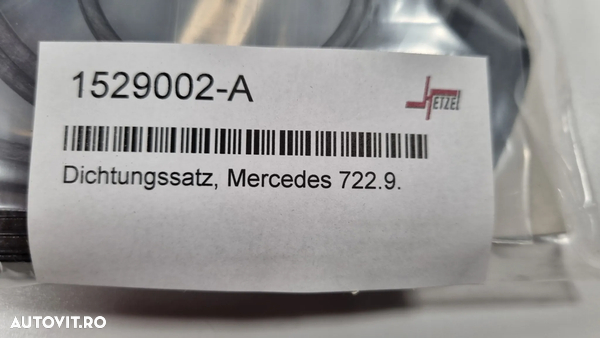 1529002-A
HETZEL
Dichtungssatz, Mercedes 722.9.
AUTOVIT.RO